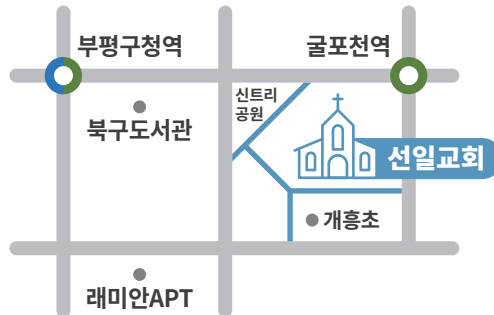 부평구청역
굴포천역
신트리
공원
북구도서관
선일교회
개흥초
래미안APT